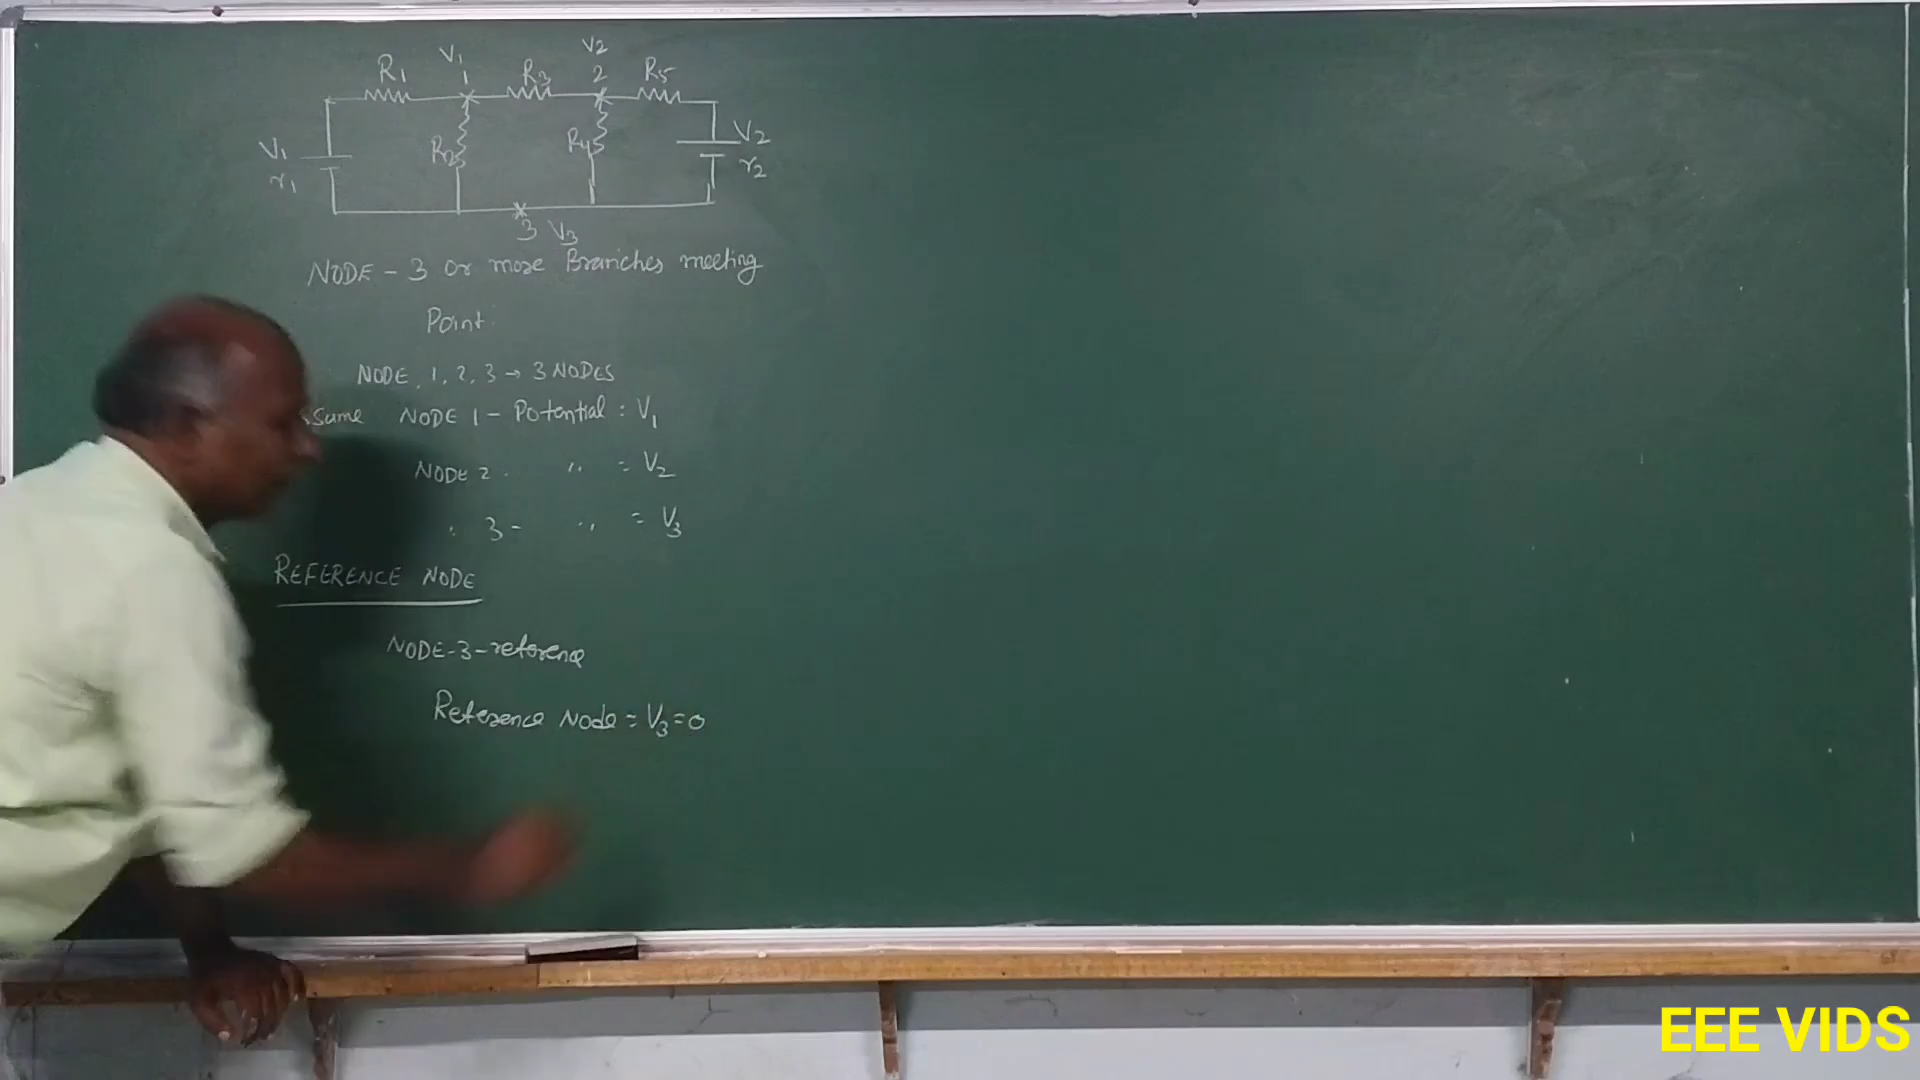 V1
V2
R1
1
R3
2
R5
V1
r1
R2
R4
V2
r2
3 V3
NODE - 3 or more Branches meeting
Point.
NODE, 1, 2, 3 → 3 NODES
ssume NODE 1 - Potential : V1
NODE 2. ,, = V2
,, 3 - ,, = V3
REFERENCE NODE
NODE-3-reference
Reference Node = V3 = 0
EEE VIDS